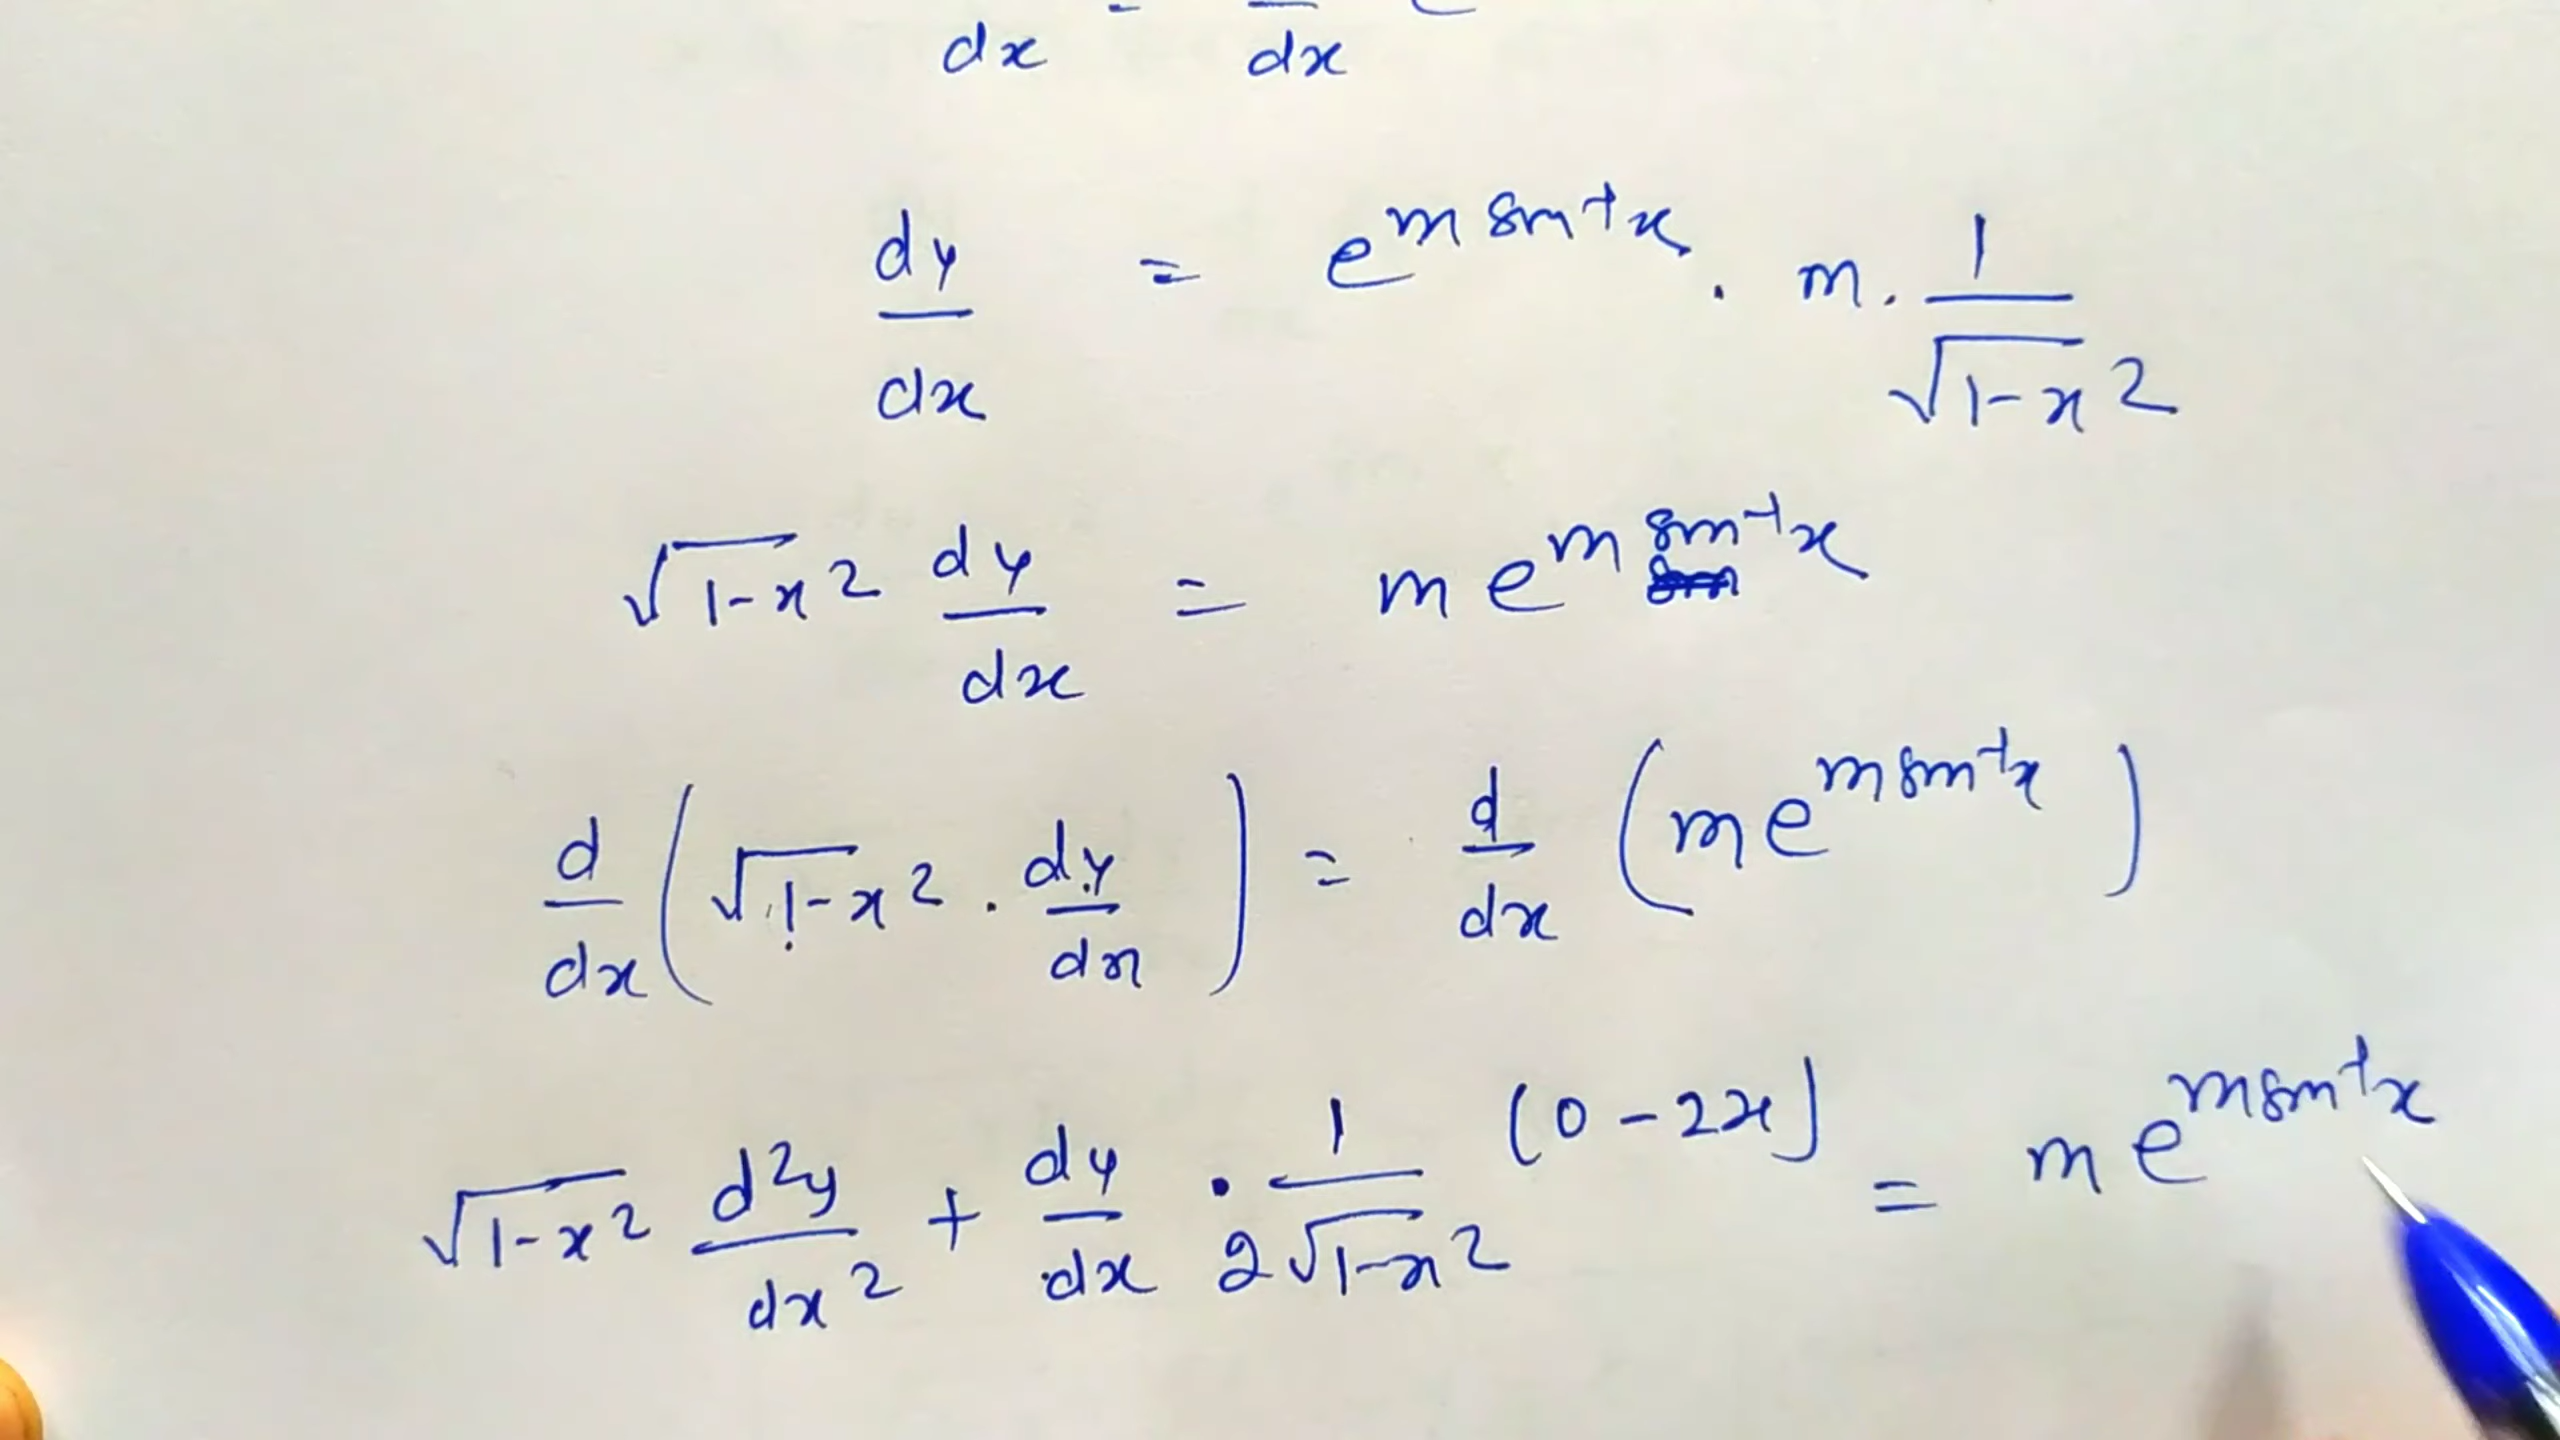 dx dx
dy/dx = e^(m sin⁻¹x) . m . 1/√(1-x²)
√(1-x²) dy/dx = m e^(m sin⁻¹x)
d/dx (√(1-x²) . dy/dx) = d/dx (m e^(m sin⁻¹x))
√(1-x²) d²y/dx² + dy/dx . 1/(2√(1-x²)) (0 - 2x) = m e^(m sin⁻¹x)